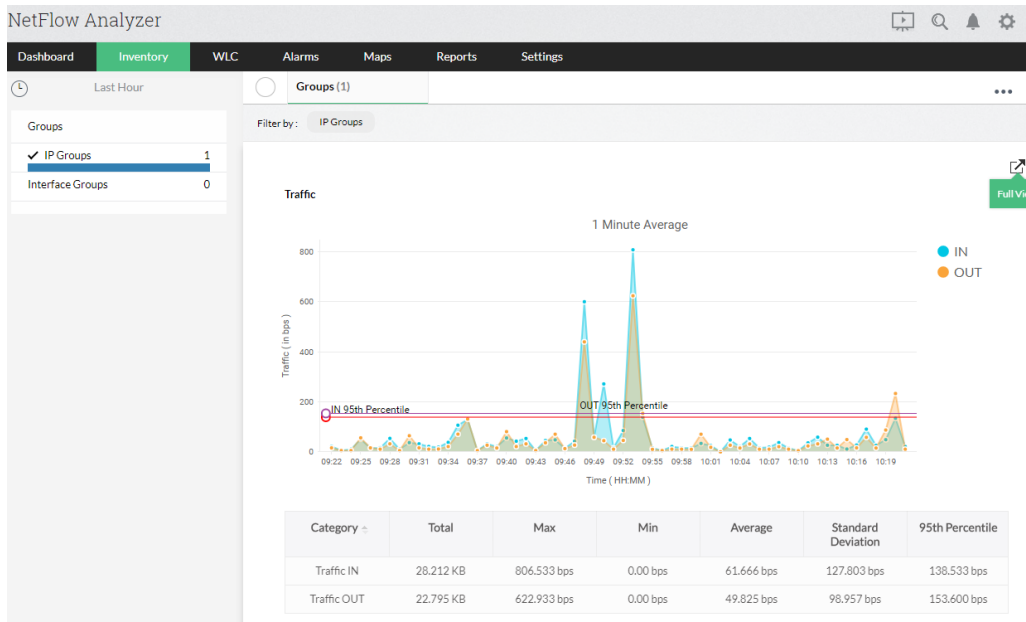 NetFlow Analyzer
Dashboard Inventory WLC Alarms Maps Reports Settings
Last Hour
Groups (1)
Filter by : IP Groups
Groups
IP Groups 1
Interface Groups 0
Full Vi
Traffic
1 Minute Average
IN
OUT
Traffic ( in bps )
800
600
400
200
0
IN 95th Percentile
OUT 95th Percentile
09:22 09:25 09:28 09:31 09:34 09:37 09:40 09:43 09:46 09:49 09:52 09:55 09:58 10:01 10:04 10:07 10:10 10:13 10:16 10:19
Time ( HH:MM )
Category Total Max Min Average Standard Deviation 95th Percentile
Traffic IN 28.212 KB 806.533 bps 0.00 bps 61.666 bps 127.803 bps 138.533 bps
Traffic OUT 22.795 KB 622.933 bps 0.00 bps 49.825 bps 98.957 bps 153.600 bps